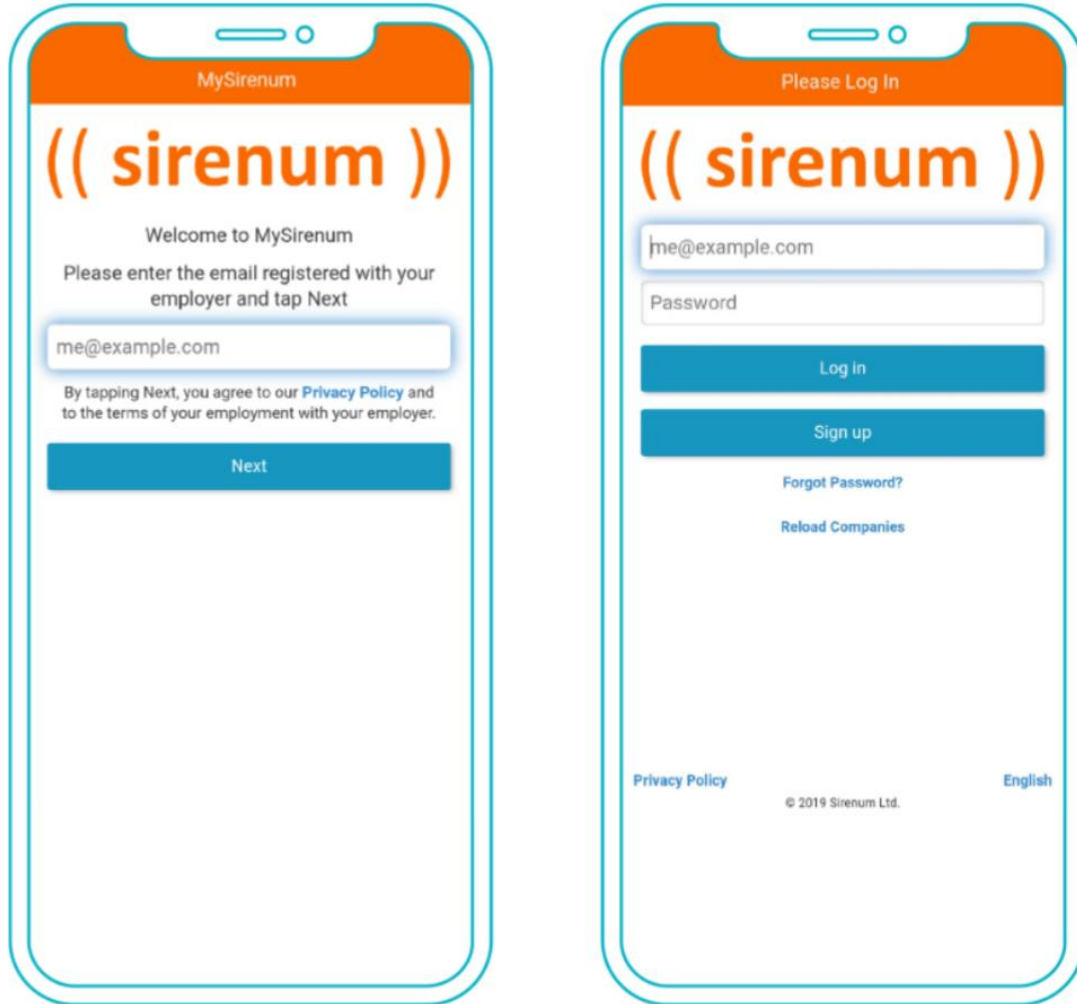 MySirenum
(( sirenum ))
Welcome to MySirenum
Please enter the email registered with your
employer and tap Next
me@example.com
By tapping Next, you agree to our Privacy Policy and
to the terms of your employment with your employer.
Next
Please Log In
(( sirenum ))
me@example.com
Password
Log in
Sign up
Forgot Password?
Reload Companies
Privacy Policy
English
© 2019 Sirenum Ltd.